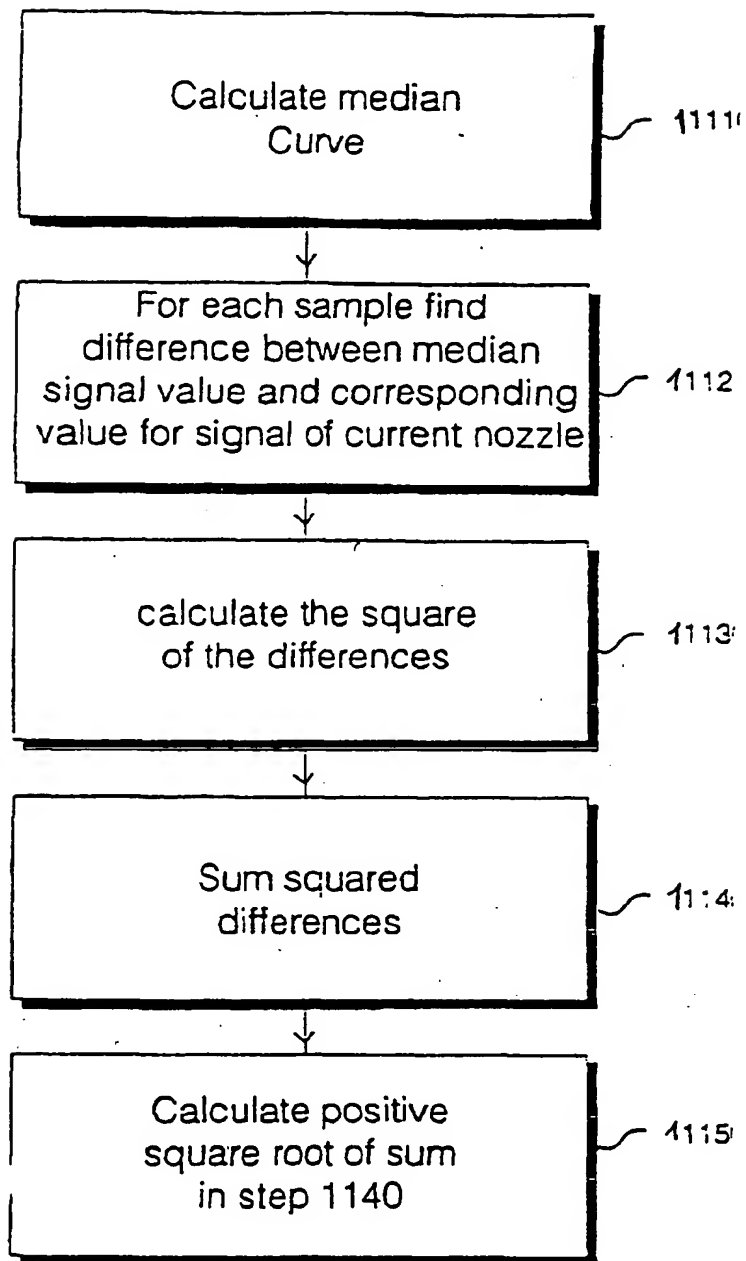 Calculate median
Curve
1111
For each sample find
difference between median
signal value and corresponding
value for signal of current nozzle
1112
calculate the square
of the differences
1113
Sum squared
differences
1114
Calculate positive
square root of sum
in step 1140
1115